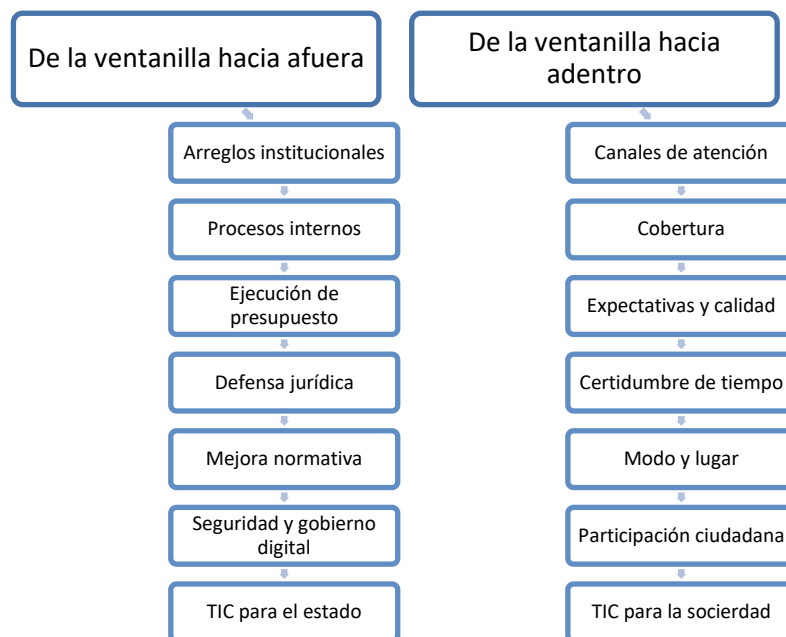 De la ventanilla hacia afuera
Arreglos institucionales
Procesos internos
Ejecución de
presupuesto
Defensa jurídica
Mejora normativa
Seguridad y gobierno
digital
TIC para el estado
De la ventanilla hacia
adentro
Canales de atención
Cobertura
Expectativas y calidad
Certidumbre de tiempo
Modo y lugar
Participación ciudadana
TIC para la socierdad